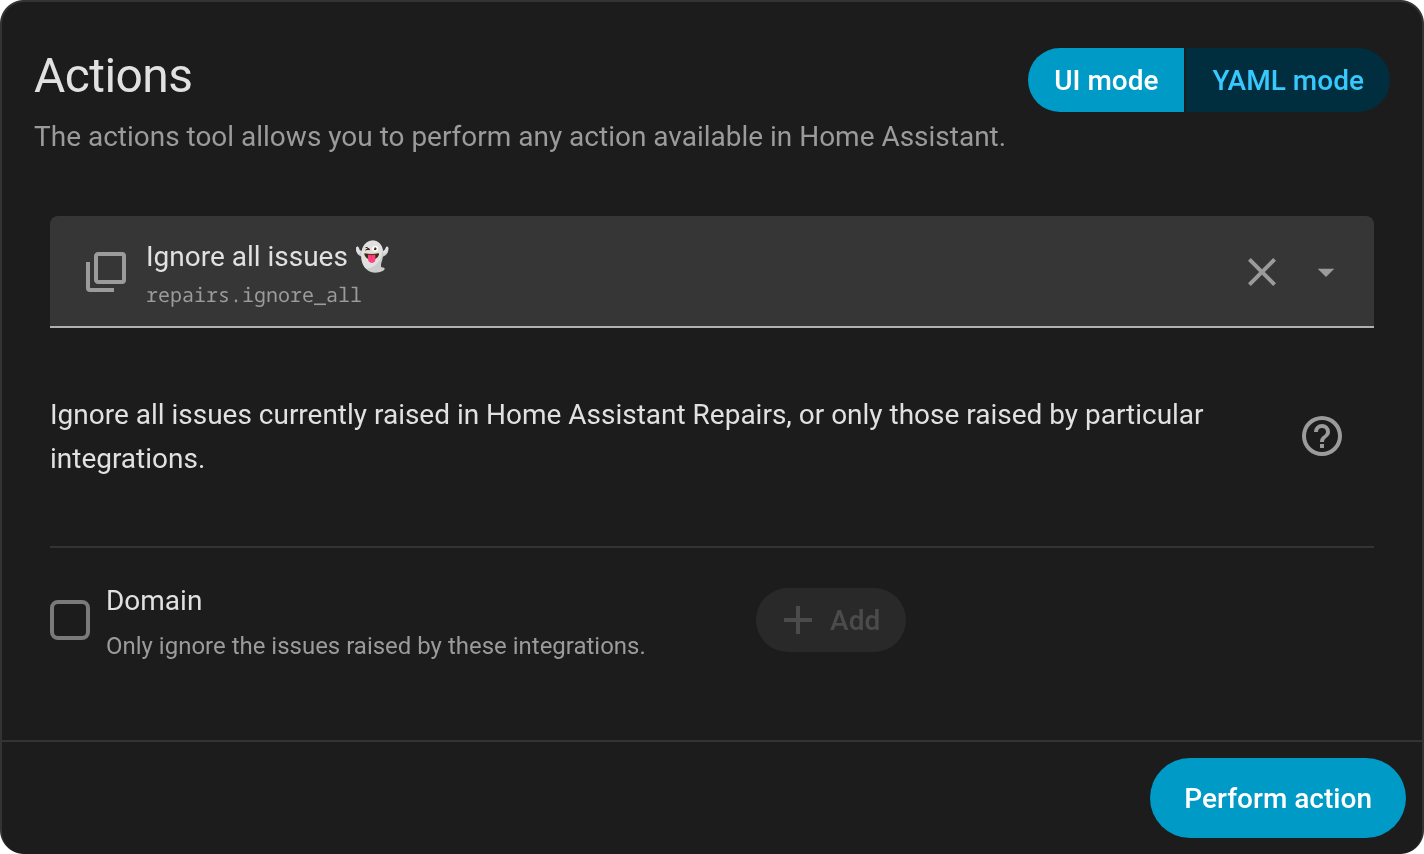 Actions
UI mode
YAML mode
The actions tool allows you to perform any action available in Home Assistant.
Ignore all issues 👻
repairs.ignore_all
Ignore all issues currently raised in Home Assistant Repairs, or only those raised by particular
integrations.
Domain
Only ignore the issues raised by these integrations.
Add
Perform action